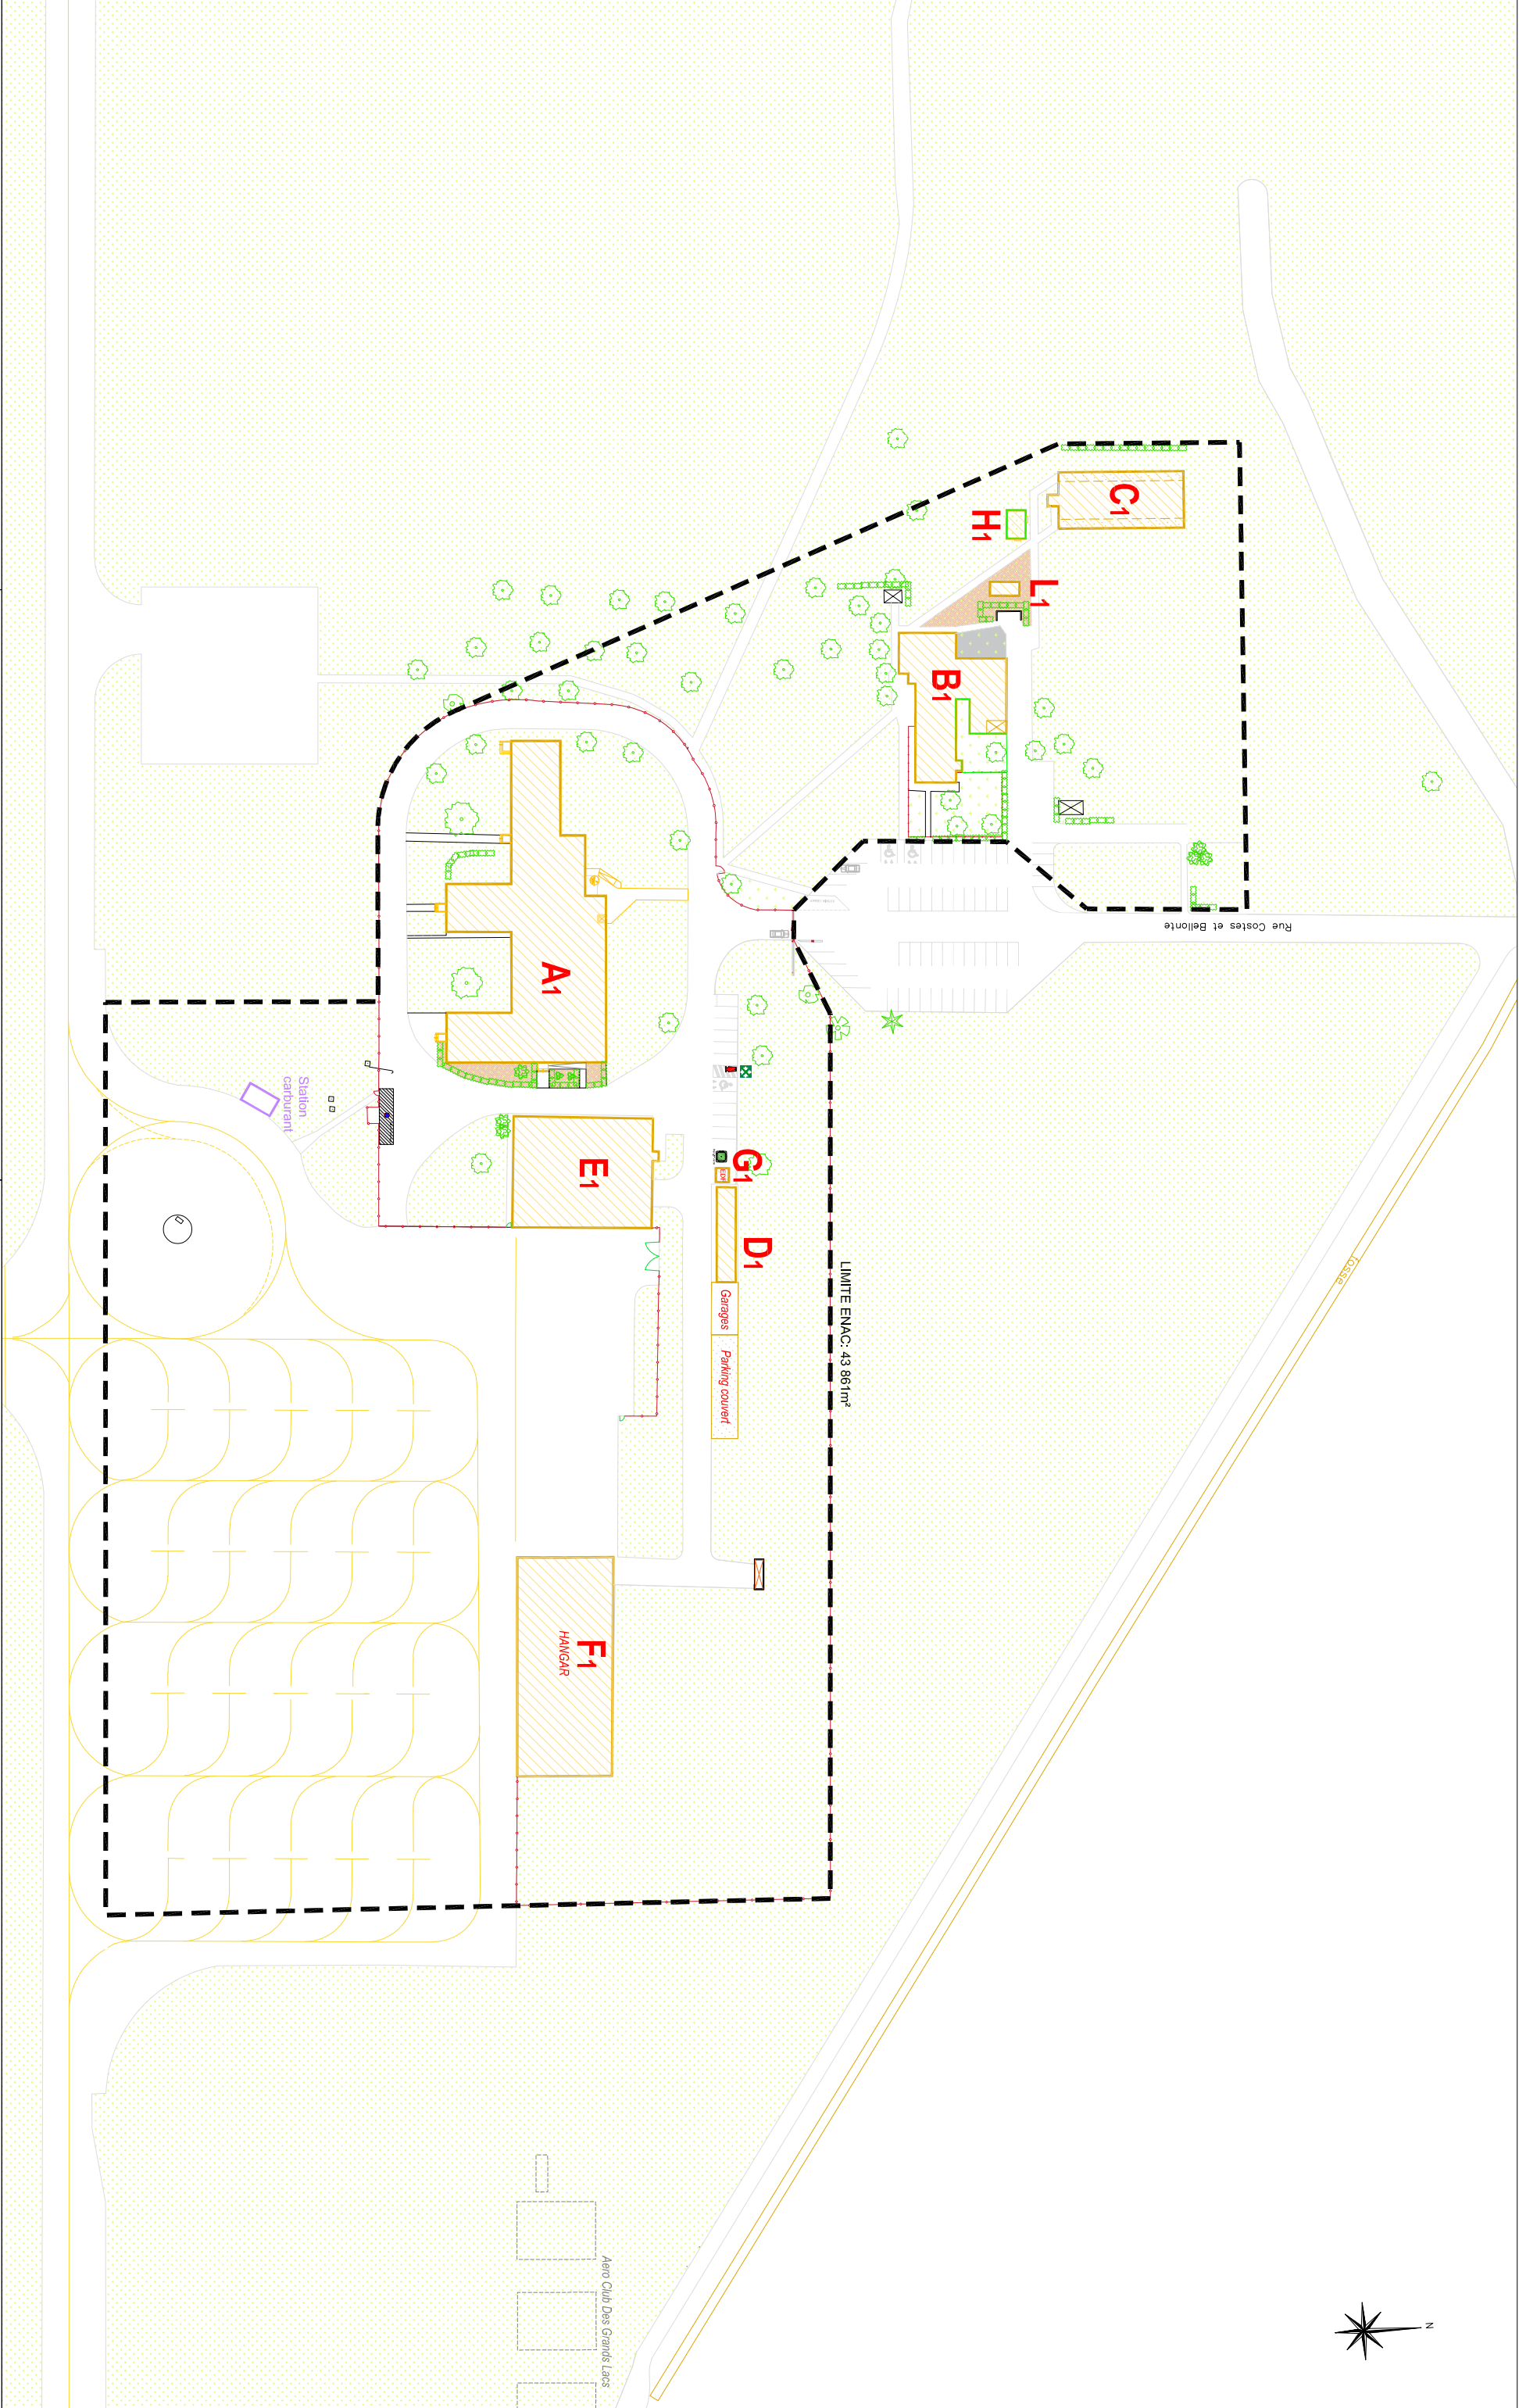 C1
H1
L1
B1
Rue Costes et Bellonte
A1
Station
carburant
E1
G1
EDF
D1
Garages
Parking couvert
LIMITE ENAC: 43 861m²
fossé
F1
HANGAR
Aero Club Des Grands Lacs
N